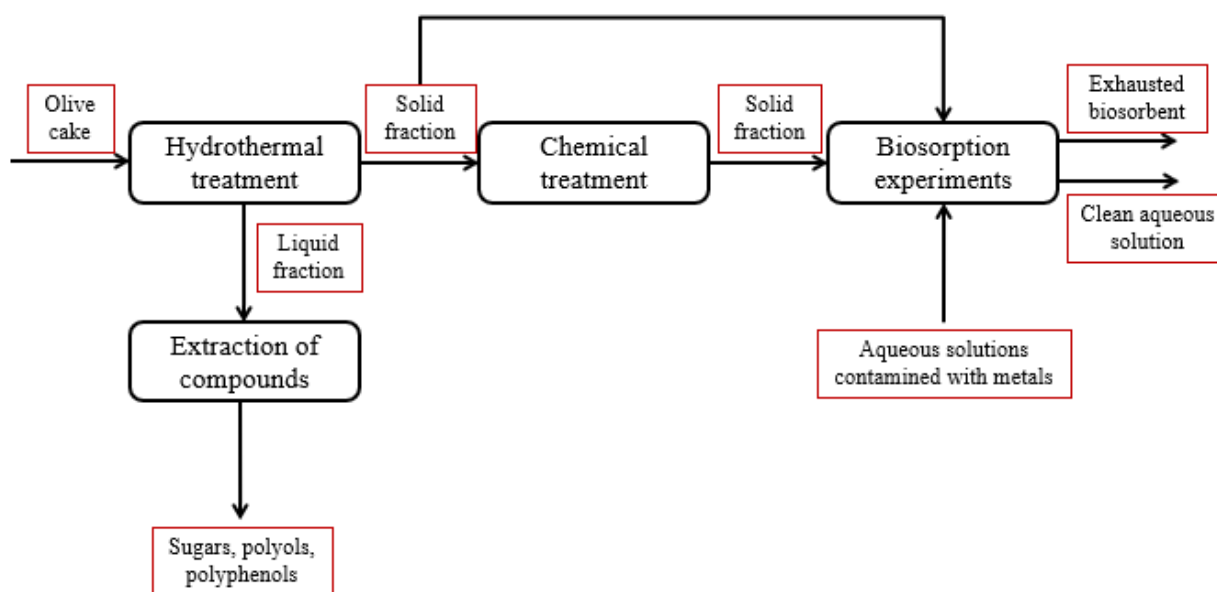 Olive
cake
Hydrothermal
treatment
Solid
fraction
Chemical
treatment
Solid
fraction
Biosorption
experiments
Exhausted
biosorbent
Clean aqueous
solution
Liquid
fraction
Extraction of
compounds
Aqueous solutions
contamined with metals
Sugars, polyols,
polyphenols